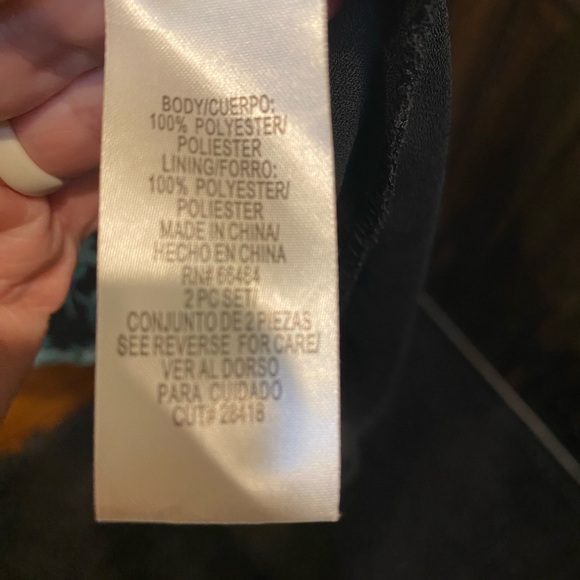 BODY/CUERPO:
100% POLYESTER/
POLIESTER
LINING/FORRO:
100% POLYESTER/
POLIESTER
MADE IN CHINA/
HECHO EN CHINA
RN# 66464
2 PC SET/
CONJUNTO DE 2 PIEZAS
SEE REVERSE FOR CARE/
VER AL DORSO
PARA CUIDADO
CUT# 28418